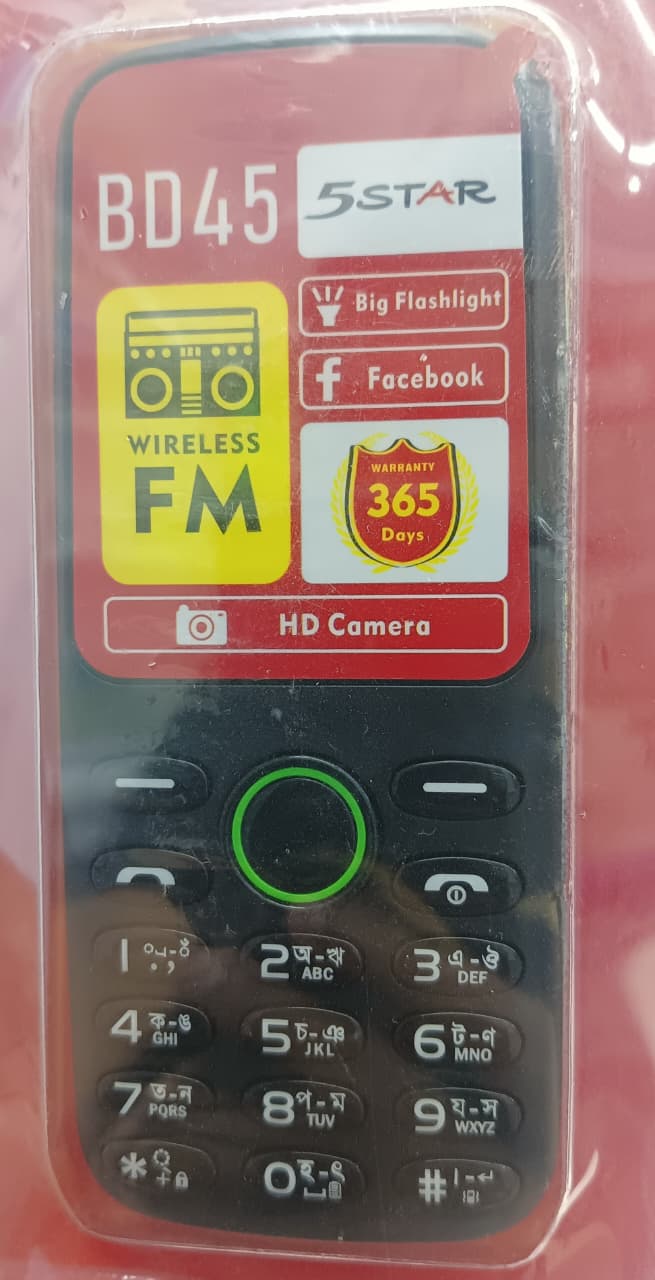 BD45
5STAR
Big Flashlight
f Facebook
WIRELESS
FM
WARRANTY
365
Days
HD Camera
1 ঃ
2 অ-ঋ
ABC
3 এ-ঔ
DEF
4 ক-ঙ
GHI
5 চ-ঞ
JKL
6 ট-ণ
MNO
7 ত-ন
PQRS
8 প-ম
TUV
9 য-স
WXYZ
*
+
0 হ-ৎ
#